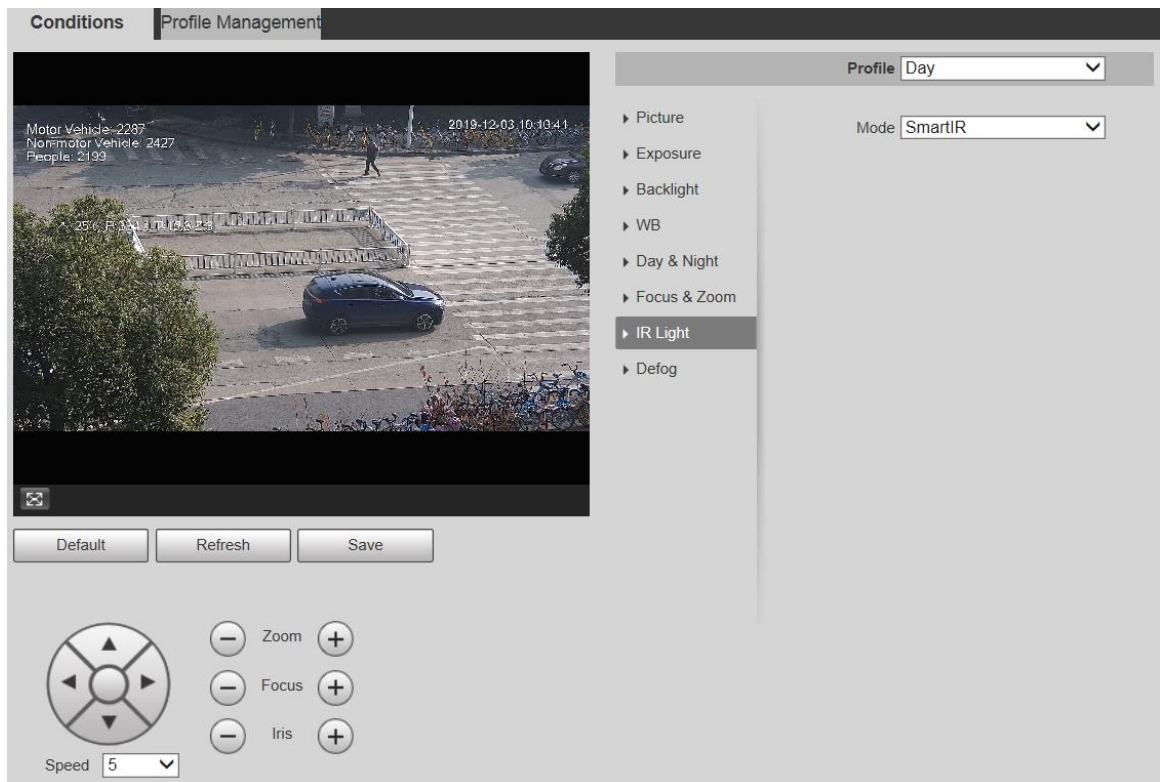 Conditions
Profile Management
Profile Day
Motor Vehicle: 2287
Non-motor Vehicle: 2427
People: 2199
2019-12-03 10:10:41
Picture
Exposure
Backlight
WB
Day & Night
Focus & Zoom
IR Light
Defog
Mode SmartIR
Default
Refresh
Save
Zoom
Focus
Iris
Speed 5